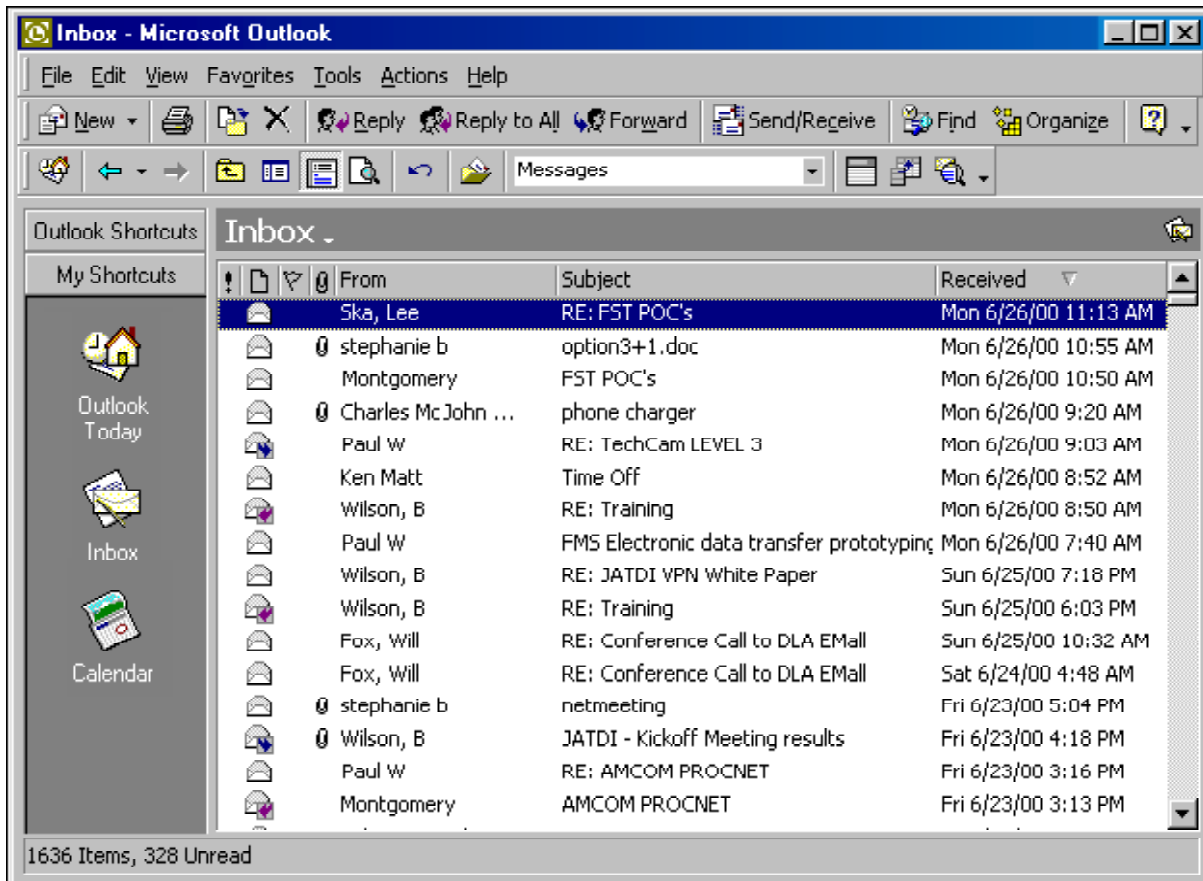 Inbox - Microsoft Outlook
File Edit View Favorites Tools Actions Help
New Reply Reply to All Forward Send/Receive Find Organize
Messages
Outlook Shortcuts
My Shortcuts
Outlook
Today
Inbox
Calendar
Inbox
From Subject Received
Ska, Lee RE: FST POC's Mon 6/26/00 11:13 AM
stephanie b option3+1.doc Mon 6/26/00 10:55 AM
Montgomery FST POC's Mon 6/26/00 10:50 AM
Charles McJohn ... phone charger Mon 6/26/00 9:20 AM
Paul W RE: TechCam LEVEL 3 Mon 6/26/00 9:03 AM
Ken Matt Time Off Mon 6/26/00 8:52 AM
Wilson, B RE: Training Mon 6/26/00 8:50 AM
Paul W FMS Electronic data transfer prototyping Mon 6/26/00 7:40 AM
Wilson, B RE: JATDI VPN White Paper Sun 6/25/00 7:18 PM
Wilson, B RE: Training Sun 6/25/00 6:03 PM
Fox, Will RE: Conference Call to DLA EMall Sun 6/25/00 10:32 AM
Fox, Will RE: Conference Call to DLA EMall Sat 6/24/00 4:48 AM
stephanie b netmeeting Fri 6/23/00 5:04 PM
Wilson, B JATDI - Kickoff Meeting results Fri 6/23/00 4:18 PM
Paul W RE: AMCOM PROCNET Fri 6/23/00 3:16 PM
Montgomery AMCOM PROCNET Fri 6/23/00 3:13 PM
1636 Items, 328 Unread